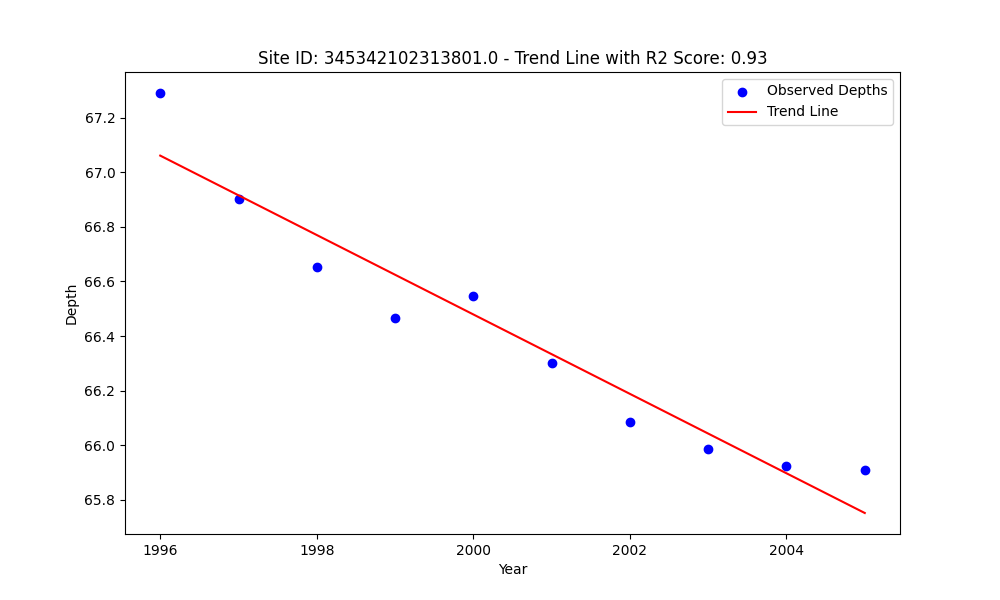 Site ID: 345342102313801.0 - Trend Line with R2 Score: 0.93
Observed Depths
Trend Line
67.2
67.0
66.8
66.6
66.4
66.2
66.0
65.8
Depth
1996
1998
2000
2002
2004
Year